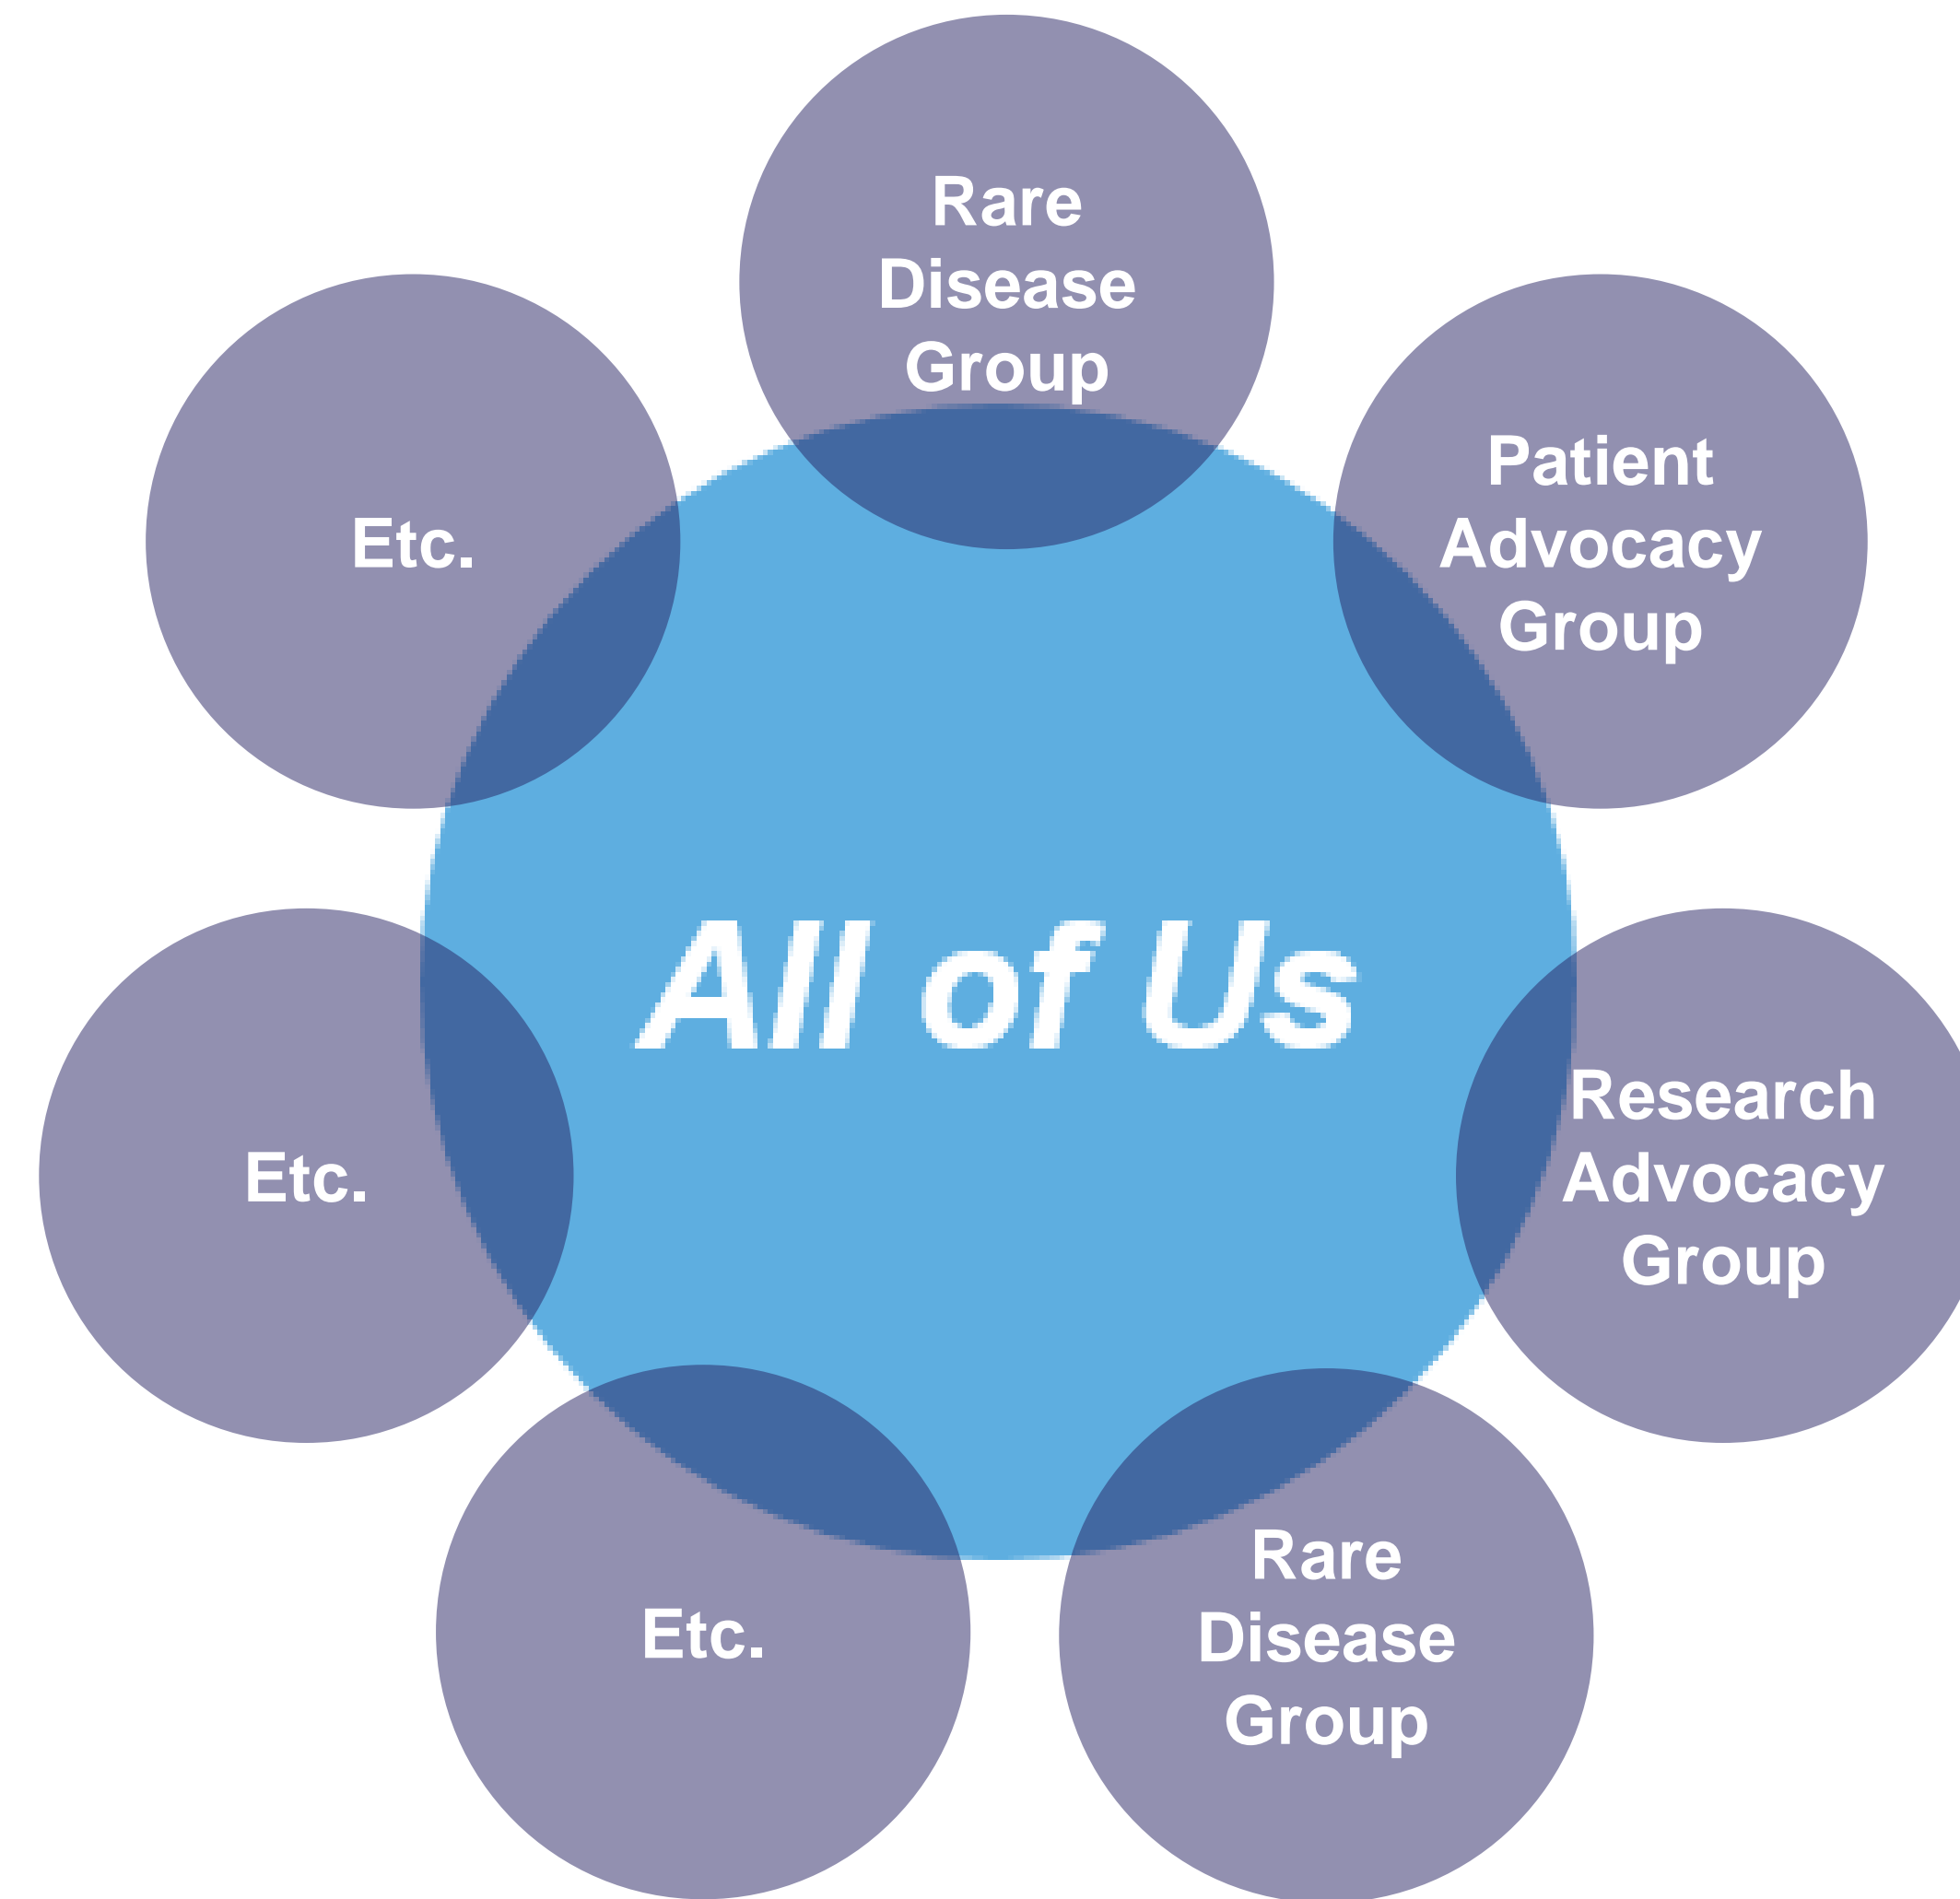 Rare
Disease
Group
Patient
Advocacy
Group
Etc.
All of Us
Research
Advocacy
Group
Etc.
Rare
Disease
Group
Etc.